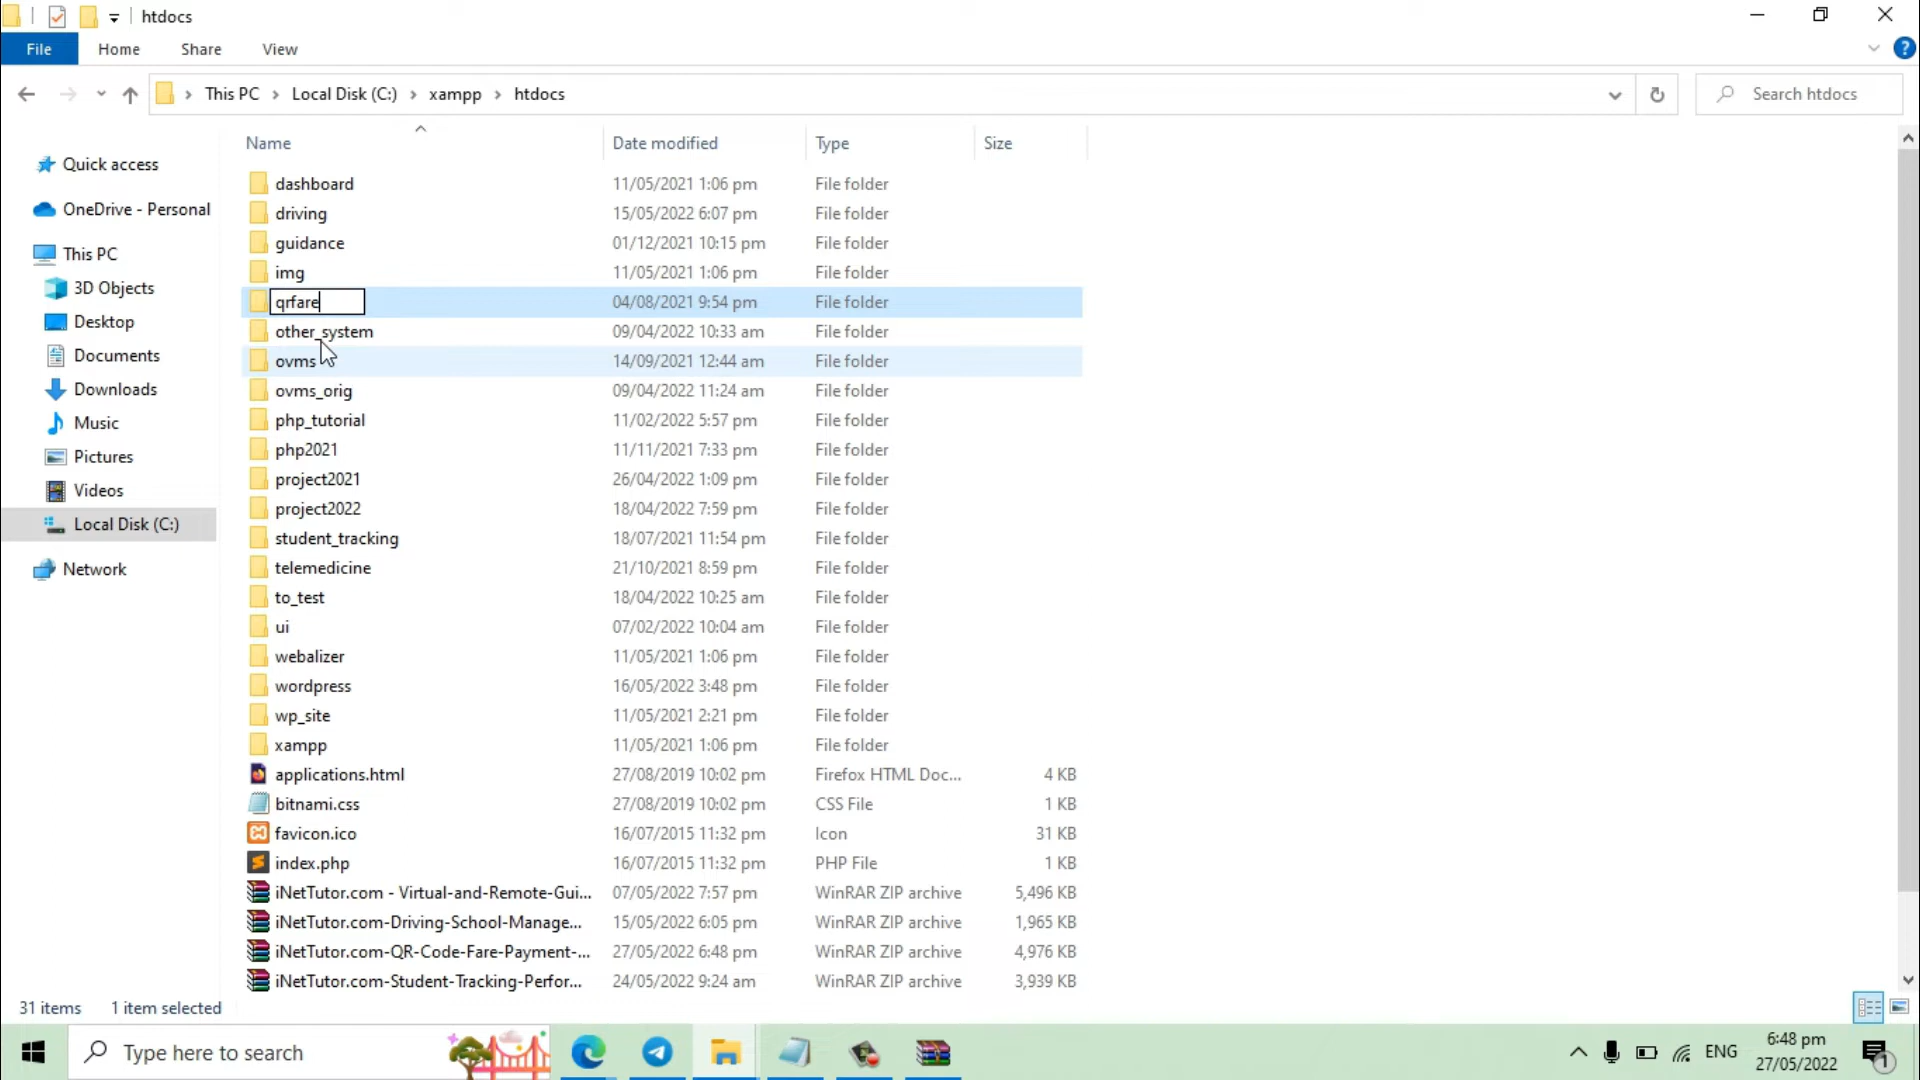 htdocs
File Home Share View
This PC Local Disk (C:) xampp htdocs Search htdocs
Name Date modified Type Size
Quick access
OneDrive - Personal
This PC
3D Objects
Desktop
Documents
Downloads
Music
Pictures
Videos
Local Disk (C:)
Network
dashboard 11/05/2021 1:06 pm File folder
driving 15/05/2022 6:07 pm File folder
guidance 01/12/2021 10:15 pm File folder
img 11/05/2021 1:06 pm File folder
qrfare 04/08/2021 9:54 pm File folder
other_system 09/04/2022 10:33 am File folder
ovms 14/09/2021 12:44 am File folder
ovms_orig 09/04/2022 11:24 am File folder
php_tutorial 11/02/2022 5:57 pm File folder
php2021 11/11/2021 7:33 pm File folder
project2021 26/04/2022 1:09 pm File folder
project2022 18/04/2022 7:59 pm File folder
student_tracking 18/07/2021 11:54 pm File folder
telemedicine 21/10/2021 8:59 pm File folder
to_test 18/04/2022 10:25 am File folder
ui 07/02/2022 10:04 am File folder
webalizer 11/05/2021 1:06 pm File folder
wordpress 16/05/2022 3:48 pm File folder
wp_site 11/05/2021 2:21 pm File folder
xampp 11/05/2021 1:06 pm File folder
applications.html 27/08/2019 10:02 pm Firefox HTML Doc... 4 KB
bitnami.css 27/08/2019 10:02 pm CSS File 1 KB
favicon.ico 16/07/2015 11:32 pm Icon 31 KB
index.php 16/07/2015 11:32 pm PHP File 1 KB
iNetTutor.com - Virtual-and-Remote-Gui... 07/05/2022 7:57 pm WinRAR ZIP archive 5,496 KB
iNetTutor.com-Driving-School-Manage... 15/05/2022 6:05 pm WinRAR ZIP archive 1,965 KB
iNetTutor.com-QR-Code-Fare-Payment-... 27/05/2022 6:48 pm WinRAR ZIP archive 4,976 KB
iNetTutor.com-Student-Tracking-Perfor... 24/05/2022 9:24 am WinRAR ZIP archive 3,939 KB
31 items 1 item selected
Type here to search
ENG
6:48 pm
27/05/2022
1